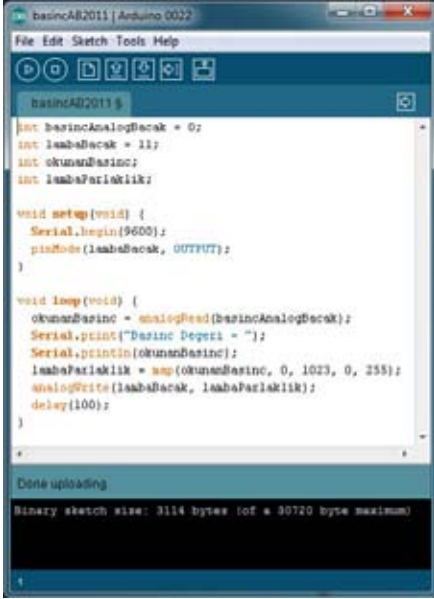 basincAB2011 | Arduino 0022
File Edit Sketch Tools Help
basincAB2011 §
int basincAnalogBacak = 0;
int lambaBacak = 11;
int okunanBasinc;
int lambaParlaklik;
void setup(void) {
Serial.begin(9600);
pinMode(lambaBacak, OUTPUT);
}
void loop(void) {
okunanBasinc = analogRead(basincAnalogBacak);
Serial.print("Basinc Degeri = ");
Serial.println(okunanBasinc);
lambaParlaklik = map(okunanBasinc, 0, 1023, 0, 255);
analogWrite(lambaBacak, lambaParlaklik);
delay(100);
}
Done uploading
Binary sketch size: 3114 bytes (of a 30720 byte maximum)
1